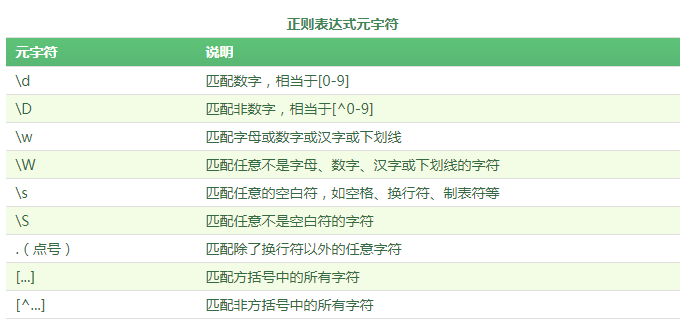 正则表达式元字符
元字符 说明
\d 匹配数字，相当于[0-9]
\D 匹配非数字，相当于[^0-9]
\w 匹配字母或数字或汉字或下划线
\W 匹配任意不是字母、数字、汉字或下划线的字符
\s 匹配任意的空白符，如空格、换行符、制表符等
\S 匹配任意不是空白符的字符
.（点号） 匹配除了换行符以外的任意字符
[...] 匹配方括号中的所有字符
[^...] 匹配非方括号中的所有字符